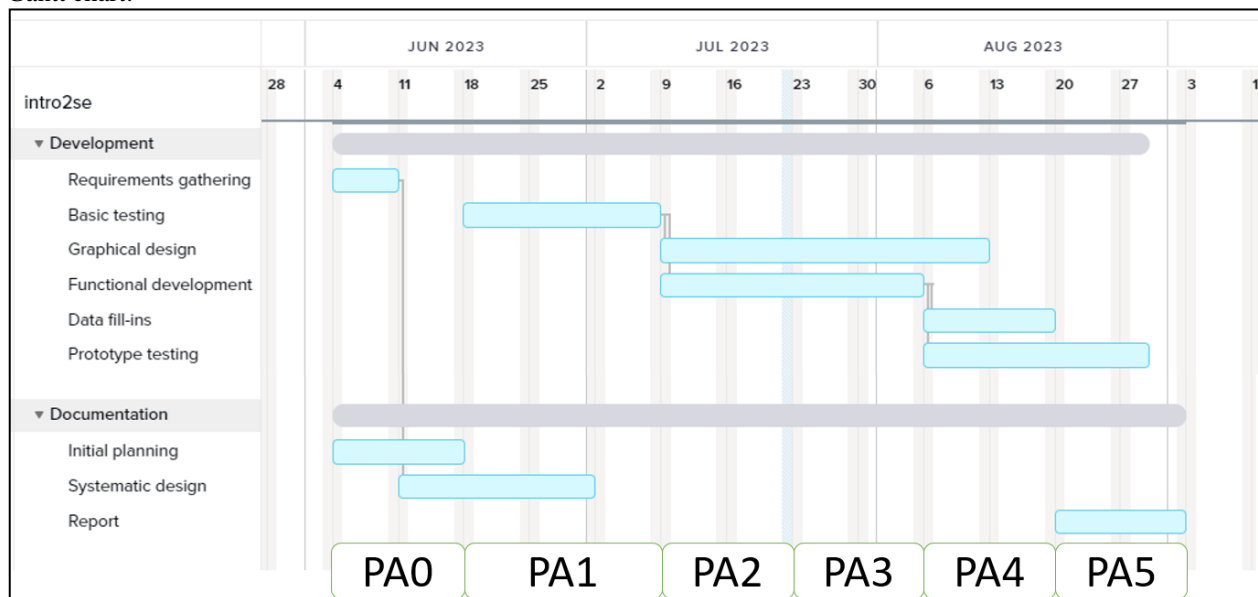 JUN 2023 JUL 2023 AUG 2023
intro2se 28 4 11 18 25 2 9 16 23 30 6 13 20 27 3
▼ Development
Requirements gathering
Basic testing
Graphical design
Functional development
Data fill-ins
Prototype testing
▼ Documentation
Initial planning
Systematic design
Report
PA0 PA1 PA2 PA3 PA4 PA5